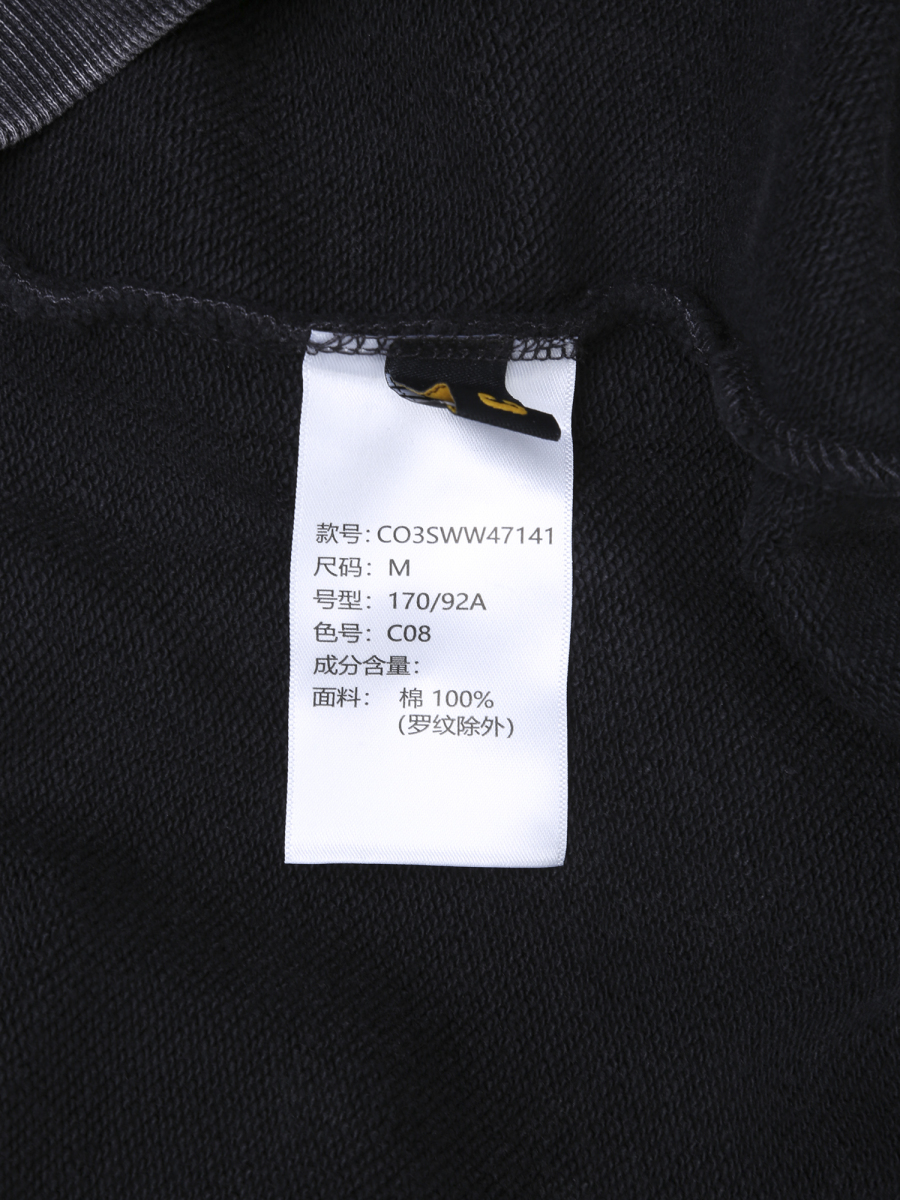 C
款号：CO3SWW47141
尺码：M
号型：170/92A
色号：C08
成分含量：
面料： 棉 100%
(罗纹除外)